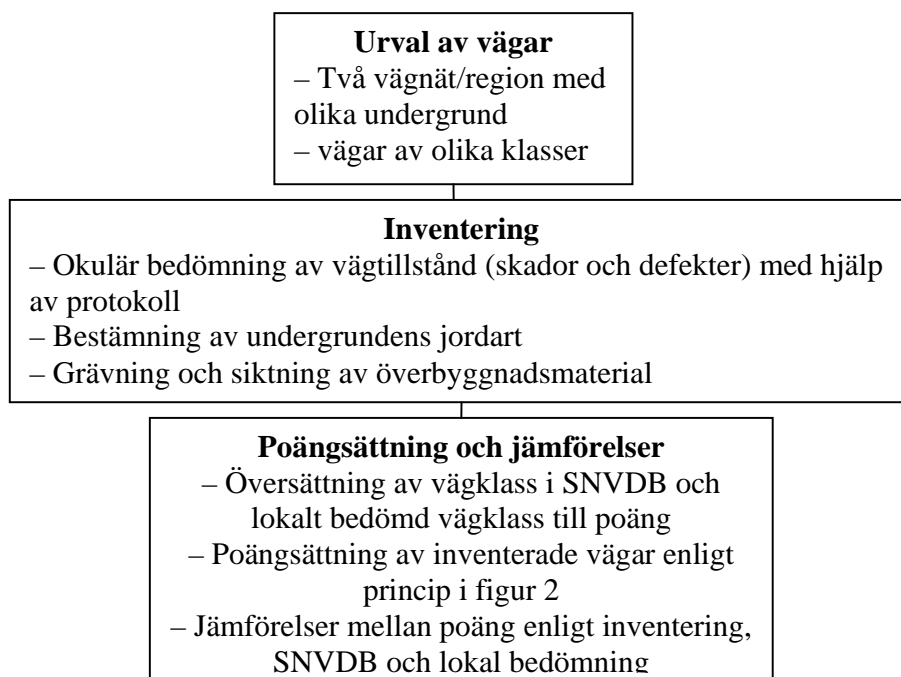 Urval av vägar
– Två vägnät/region med
olika undergrund
– vägar av olika klasser
Inventering
– Okulär bedömning av vägtillstånd (skador och defekter) med hjälp
av protokoll
– Bestämning av undergrundens jordart
– Grävning och siktning av överbyggnadsmaterial
Poängsättning och jämförelser
– Översättning av vägklass i SNVDB och
lokalt bedömd vägklass till poäng
– Poängsättning av inventerade vägar enligt
princip i figur 2
– Jämförelser mellan poäng enligt inventering,
SNVDB och lokal bedömning